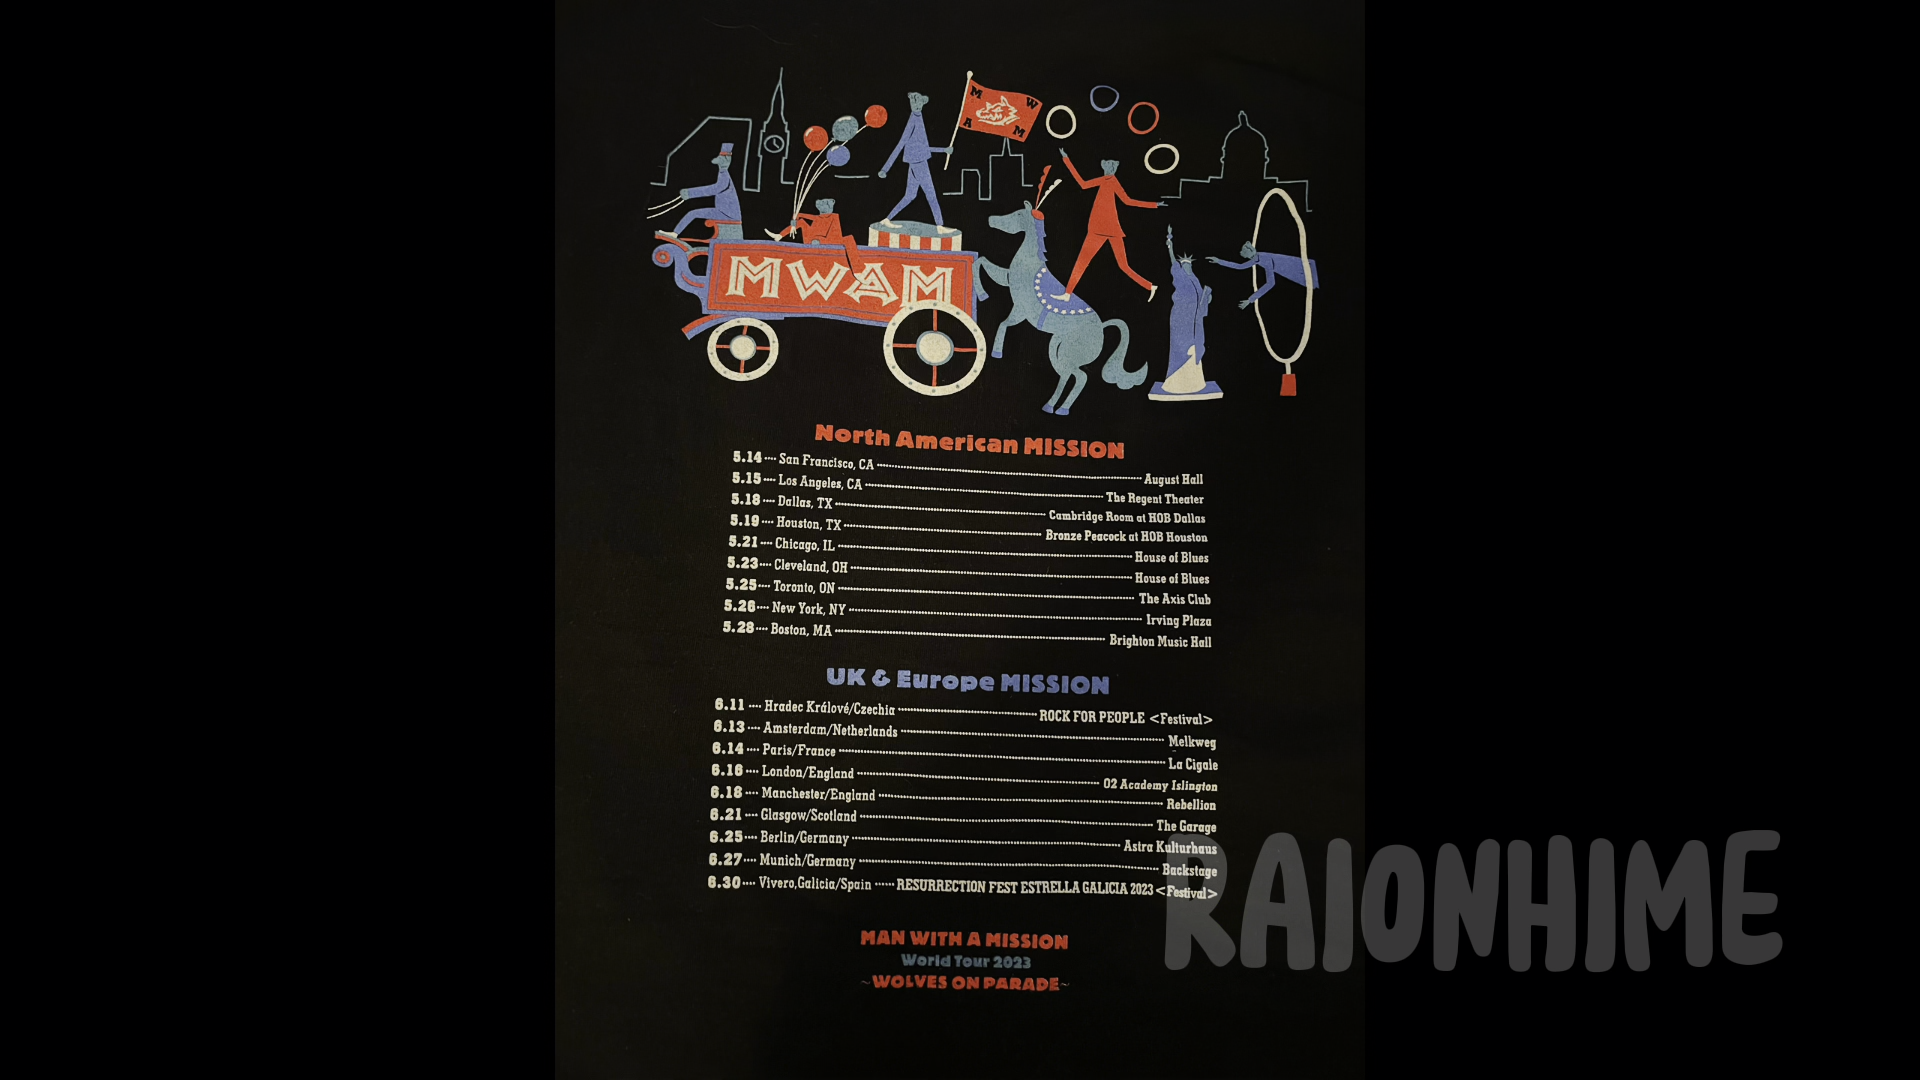 M W
A M
MWAM
North American MISSION
5.14 ···· San Francisco, CA ···· August Hall
5.15 ···· Los Angeles, CA ···· The Regent Theater
5.18 ···· Dallas, TX ···· Cambridge Room at HOB Dallas
5.19 ···· Houston, TX ···· Bronze Peacock at HOB Houston
5.21 ···· Chicago, IL ···· House of Blues
5.23 ···· Cleveland, OH ···· House of Blues
5.25 ···· Toronto, ON ···· The Axis Club
5.26 ···· New York, NY ···· Irving Plaza
5.28 ···· Boston, MA ···· Brighton Music Hall
UK & Europe MISSION
6.11 ···· Hradec Králové/Czechia ···· ROCK FOR PEOPLE <Festival>
6.13 ···· Amsterdam/Netherlands ···· Melkweg
6.14 ···· Paris/France ···· La Cigale
6.16 ···· London/England ···· O2 Academy Islington
6.18 ···· Manchester/England ···· Rebellion
6.21 ···· Glasgow/Scotland ···· The Garage
6.25 ···· Berlin/Germany ···· Astra Kulturhaus
6.27 ···· Munich/Germany ···· Backstage
6.30 ···· Vivero,Galicia/Spain ···· RESURRECTION FEST ESTRELLA GALICIA 2023 <Festival>
MAN WITH A MISSION
World Tour 2023
~WOLVES ON PARADE~
RAIONHIME